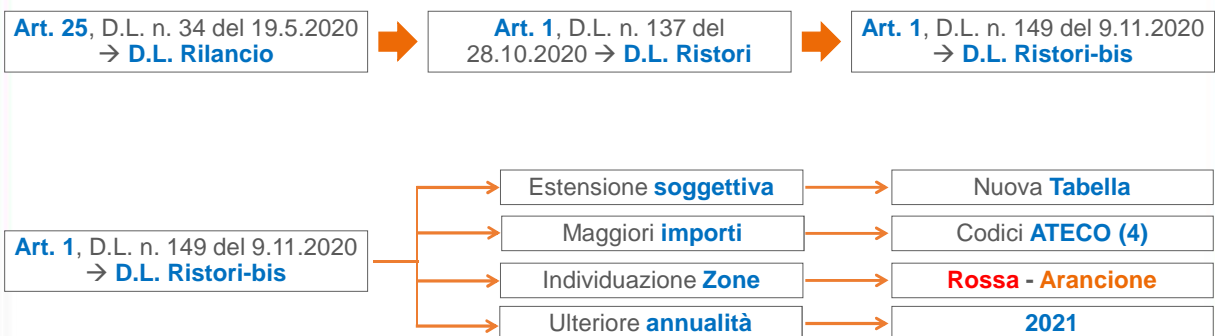 Art. 25, D.L. n. 34 del 19.5.2020
→ D.L. Rilancio
Art. 1, D.L. n. 137 del
28.10.2020 → D.L. Ristori
Art. 1, D.L. n. 149 del 9.11.2020
→ D.L. Ristori-bis
Art. 1, D.L. n. 149 del 9.11.2020
→ D.L. Ristori-bis
Estensione soggettiva
Nuova Tabella
Maggiori importi
Codici ATECO (4)
Individuazione Zone
Rossa - Arancione
Ulteriore annualità
2021